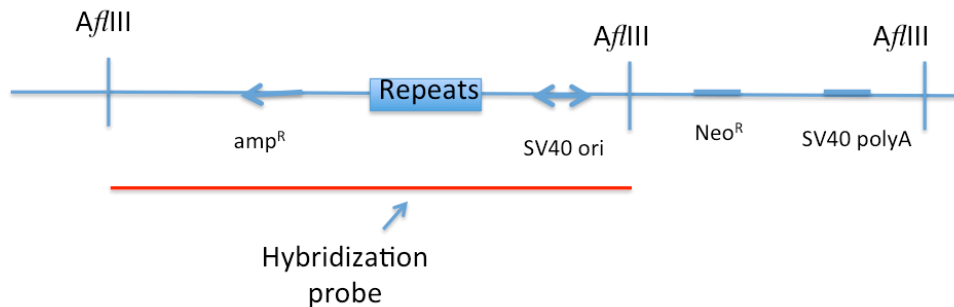 AflIII
AflIII
AflIII
Repeats
ampR
SV40 ori
NeoR
SV40 polyA
Hybridization
probe